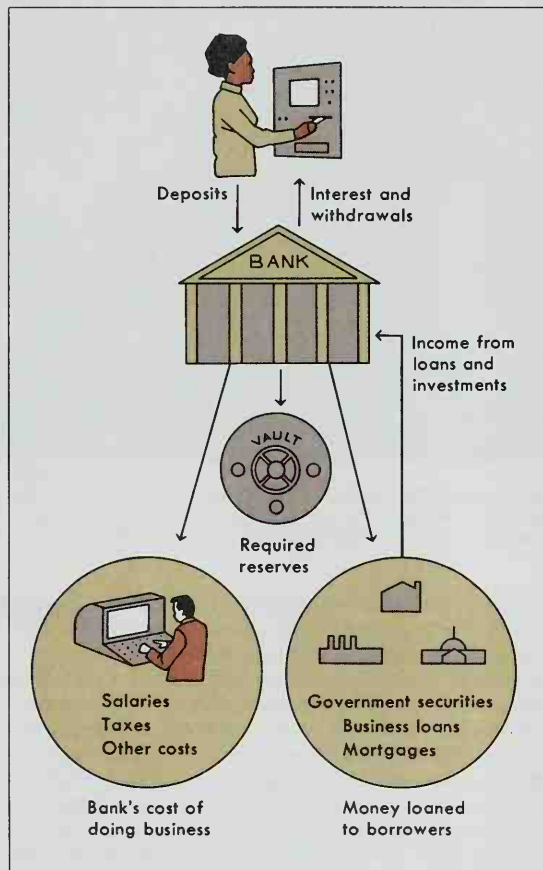 Deposits
Interest and
withdrawals
BANK
Income from
loans and
investments
VAULT
Required
reserves
Salaries
Taxes
Other costs
Bank's cost of
doing business
Government securities
Business loans
Mortgages
Money loaned
to borrowers